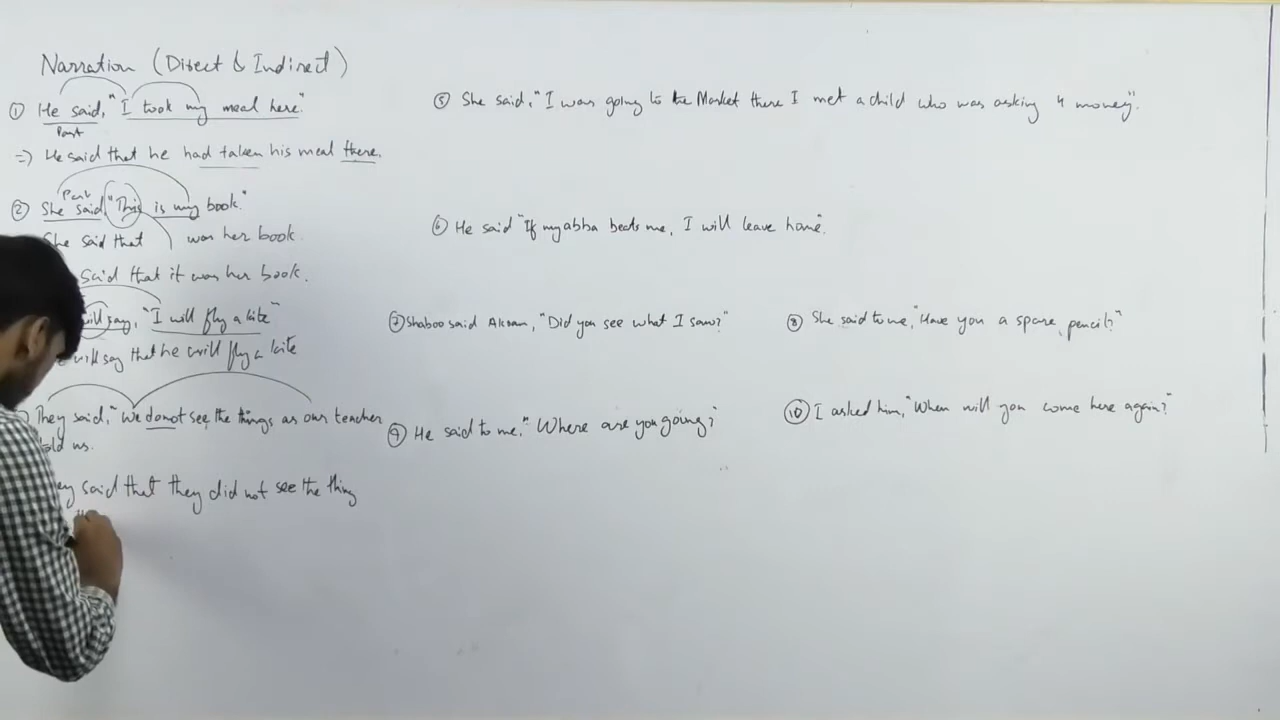 Narration (Direct & Indirect)
① He said, "I took my meal here."
Past
=) He said that he had taken his meal there.
Past
② She said "This is my book."
She said that was her book.
said that it was her book.
will say, "I will fly a kite"
will say that he will fly a kite
They said, "We donot see the things as our teacher
told us.
said that they did not see the thing
⑤ She said, "I was going to the Market there I met a child who was asking 4 money".
⑥ He said "If my abba beats me, I will leave home".
⑦ Shaboo said Akram, "Did you see what I saw?"
⑧ She said to me, "Have you a spare pencil?"
⑨ He said to me, "Where are you going?"
⑩ I asked him, "When will you come here again?"